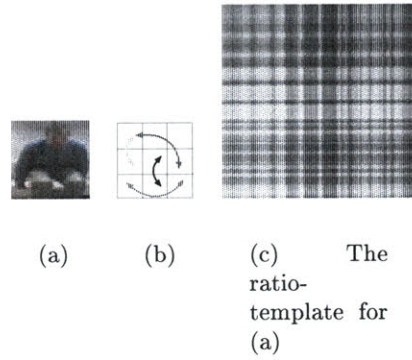 (a)
(b)
(c) The
ratio-
template for
(a)